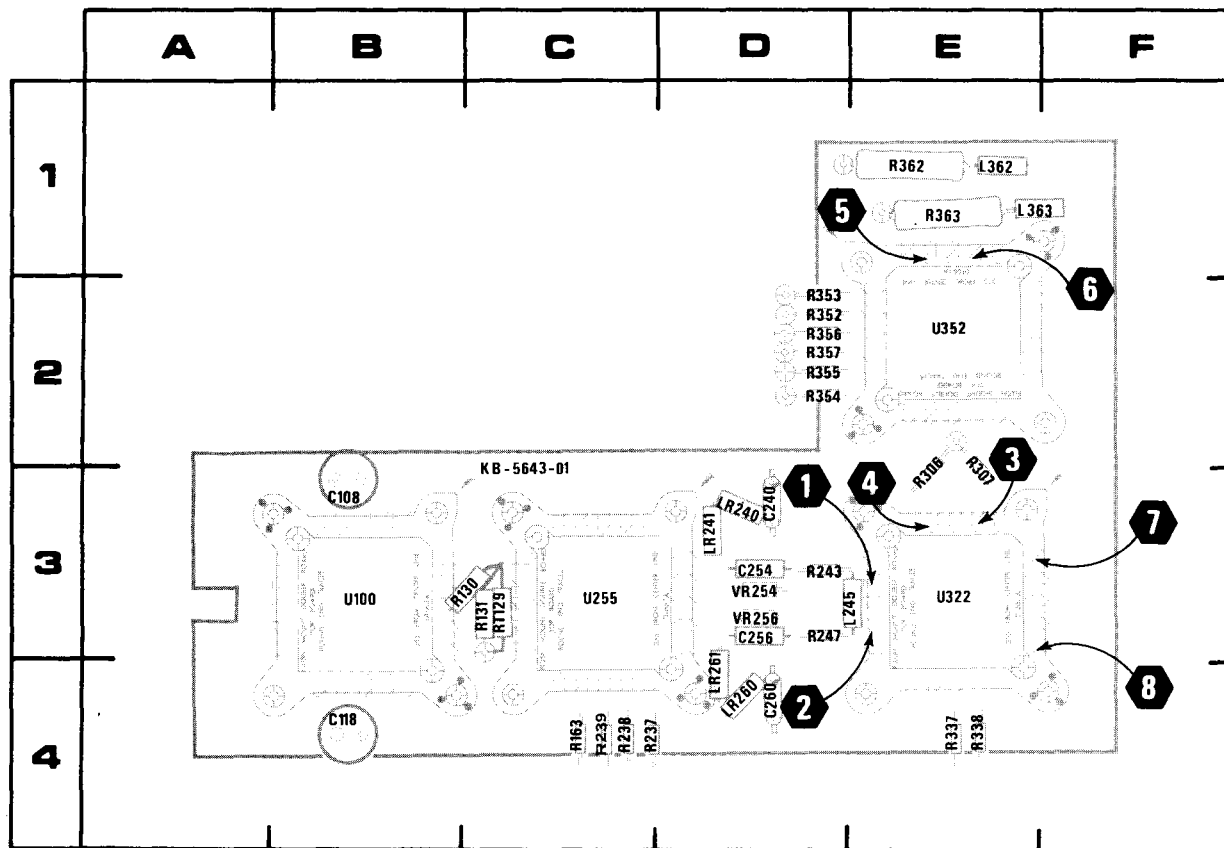 A B C D E F
1
R362 L362
5
R363 L363
6
R353
R352
U352
R356
2
R357
R355
R354
KB-5643-01
R306 R307
3
1
4
C108
LR240 C240
LR241
7
3
C254 R243
R130
VR254
U100 R131 RT129 U255 L245 U322
VR256
C256 R247
LR261
8
LR260 C260
2
C118
R163 R239 R238 R237
R337 R338
4